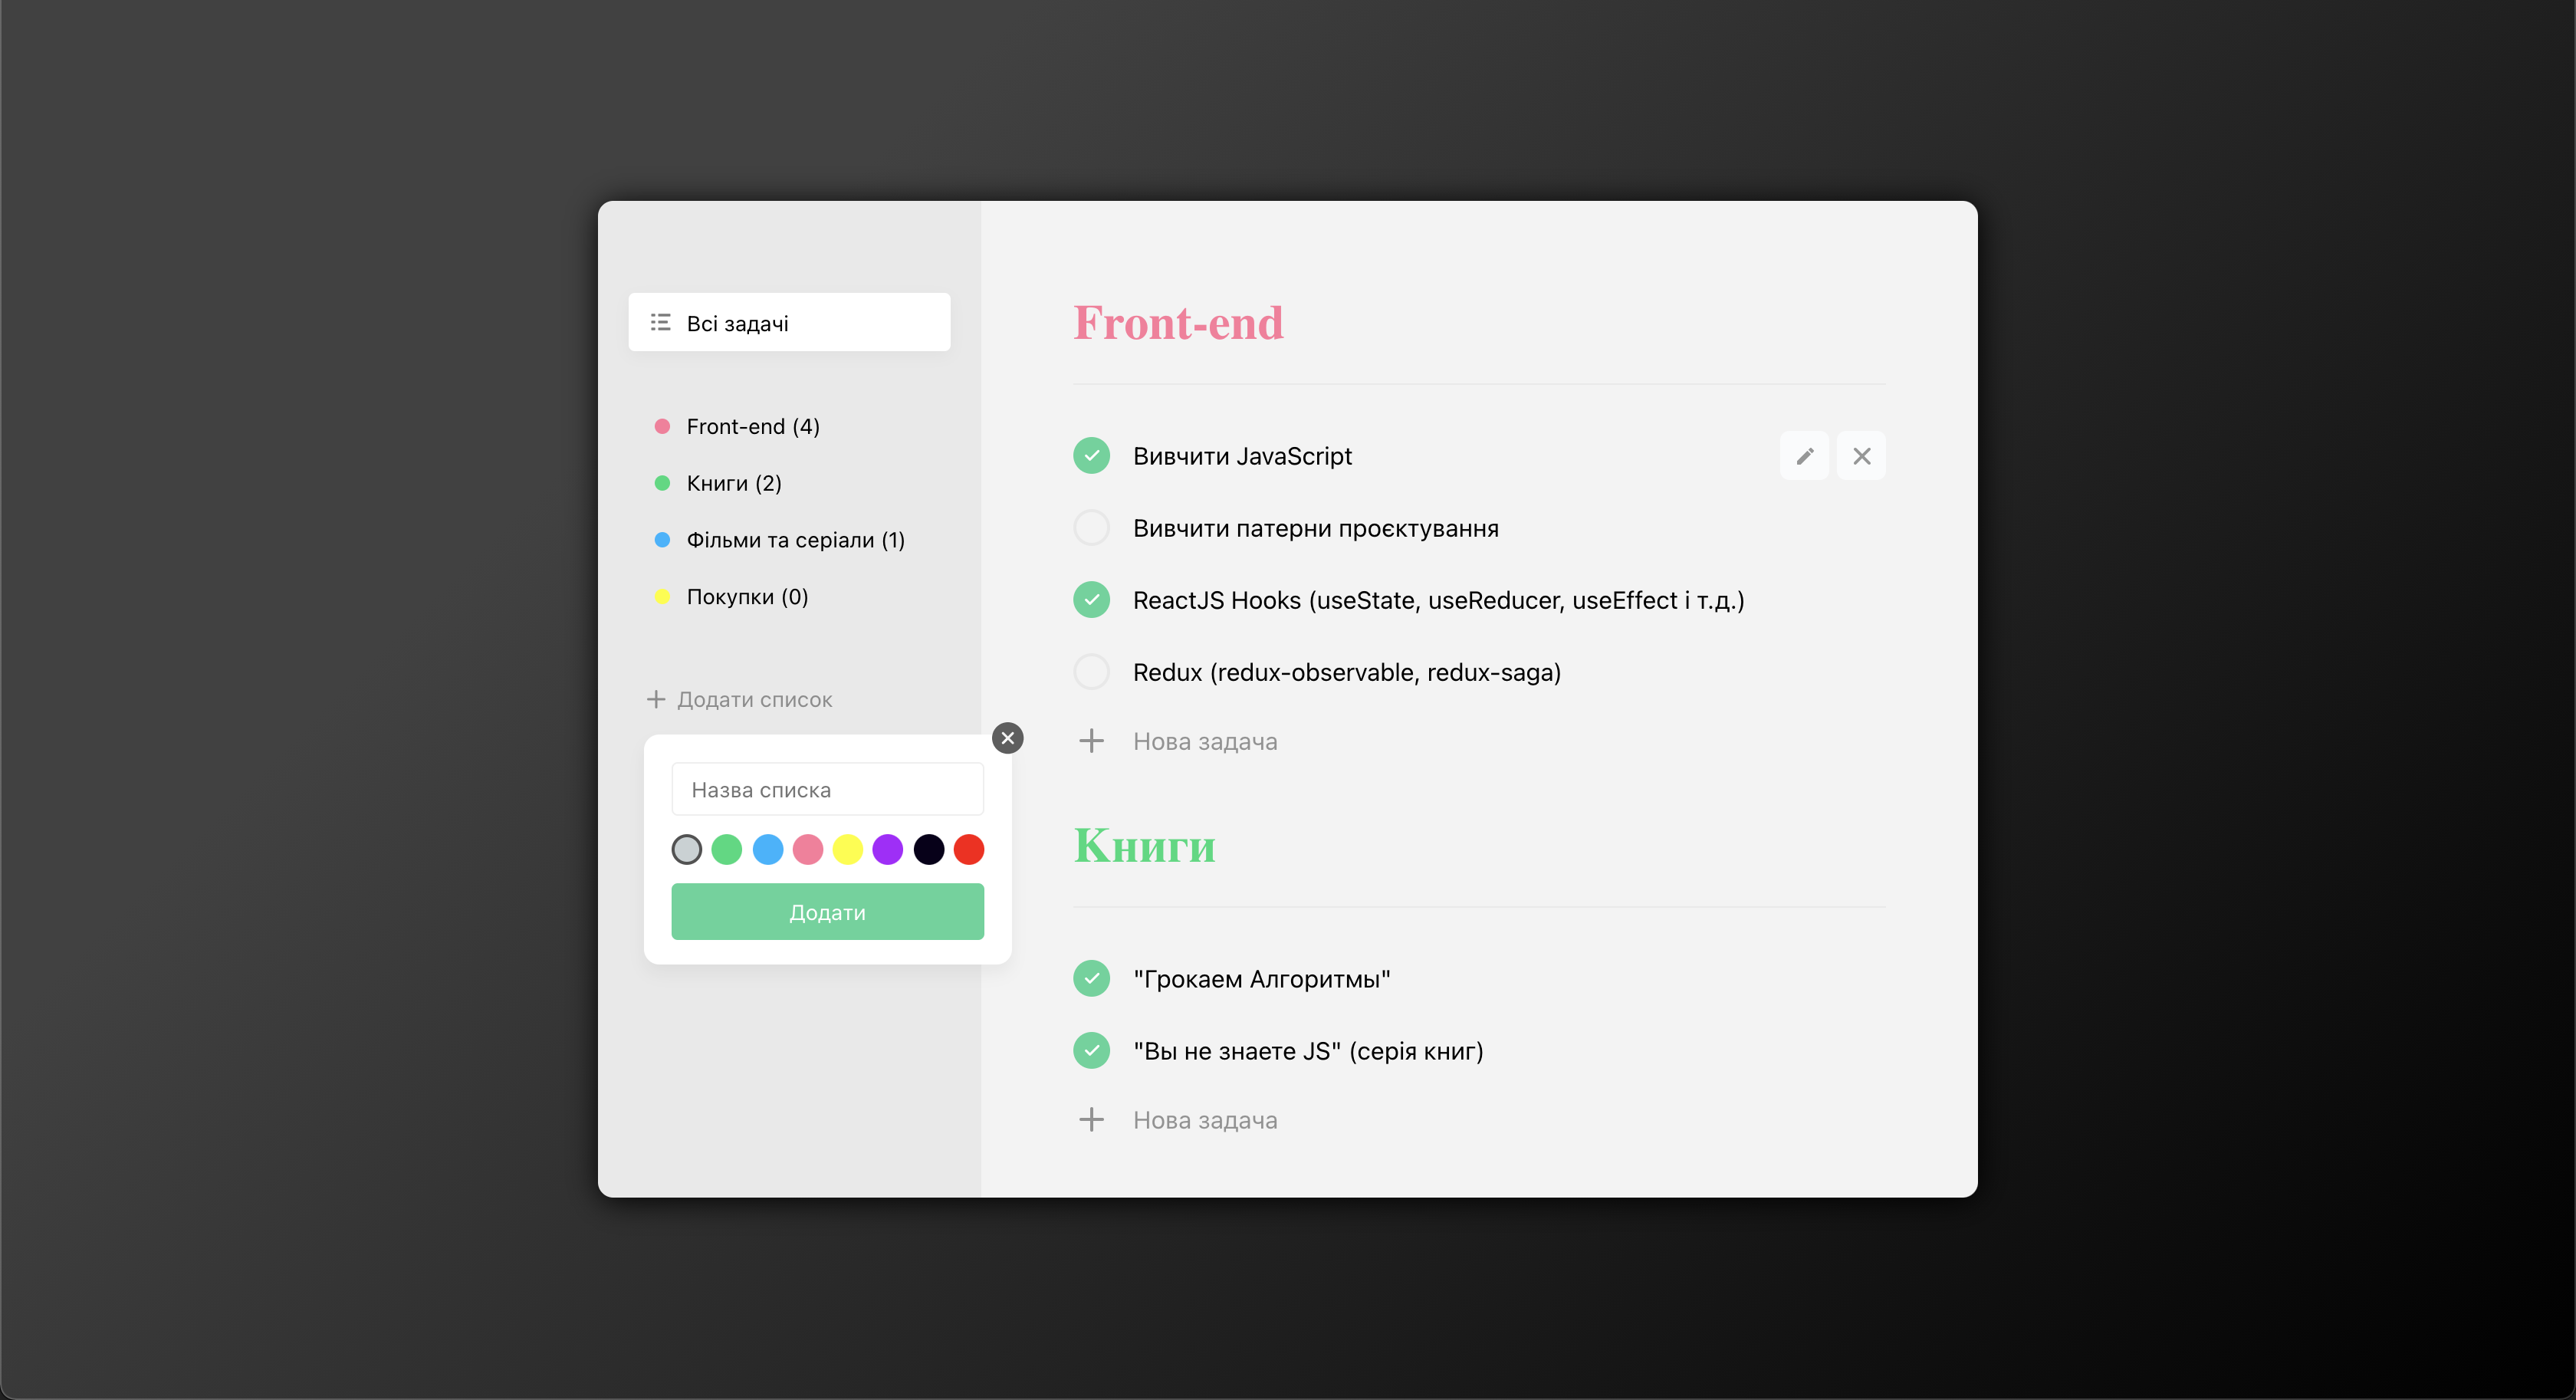 Всі задачі
Front-end (4)
Книги (2)
Фільми та серіали (1)
Покупки (0)
Додати список
Назва списка
Додати
Front-end
Вивчити JavaScript
Вивчити патерни проєктування
ReactJS Hooks (useState, useReducer, useEffect і т.д.)
Redux (redux-observable, redux-saga)
Нова задача
Книги
"Грокаем Алгоритмы"
"Вы не знаете JS" (серія книг)
Нова задача